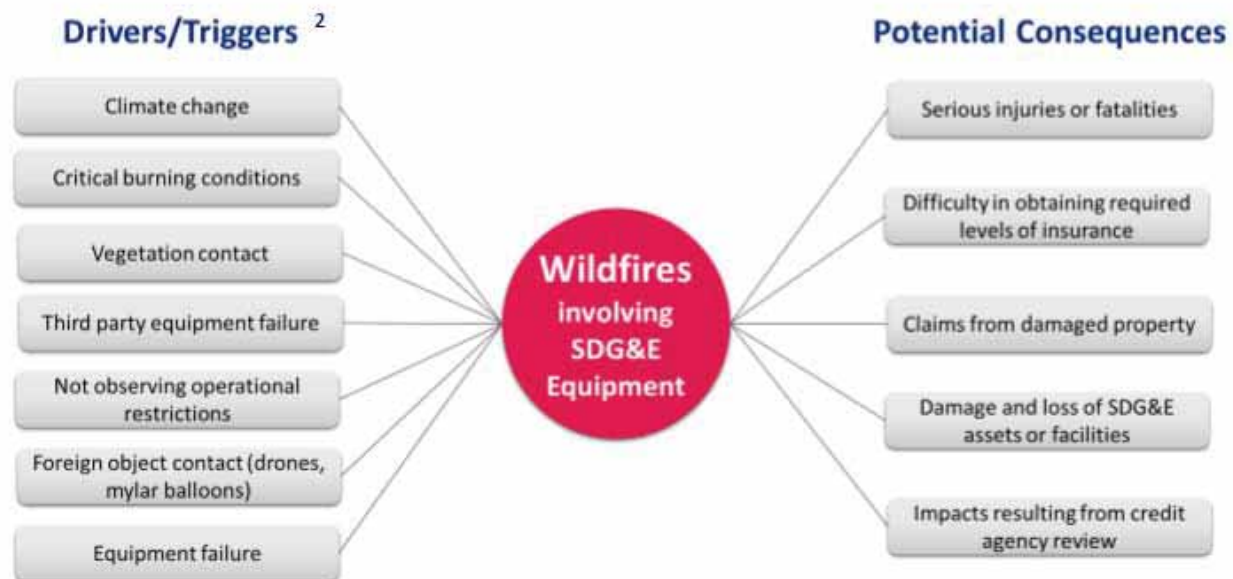 Drivers/Triggers 2
Climate change
Critical burning conditions
Vegetation contact
Third party equipment failure
Not observing operational
restrictions
Foreign object contact (drones,
mylar balloons)
Equipment failure
Wildfires
involving
SDG&E
Equipment
Potential Consequences
Serious injuries or fatalities
Difficulty in obtaining required
levels of insurance
Claims from damaged property
Damage and loss of SDG&E
assets or facilities
Impacts resulting from credit
agency review